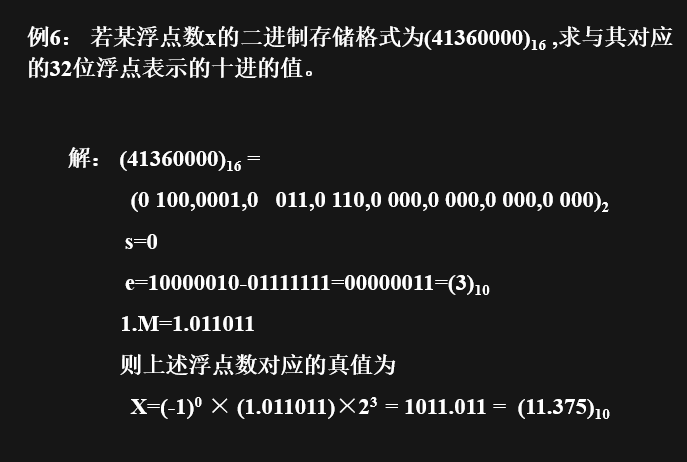 例6： 若某浮点数x的二进制存储格式为(41360000)₁₆ ,求与其对应
的32位浮点表示的十进的值。
解： (41360000)₁₆ =
(0 100,0001,0 011,0 110,0 000,0 000,0 000,0 000)₂
s=0
e=10000010-01111111=00000011=(3)₁₀
1.M=1.011011
则上述浮点数对应的真值为
X=(-1)⁰ × (1.011011)×2³ = 1011.011 = (11.375)₁₀